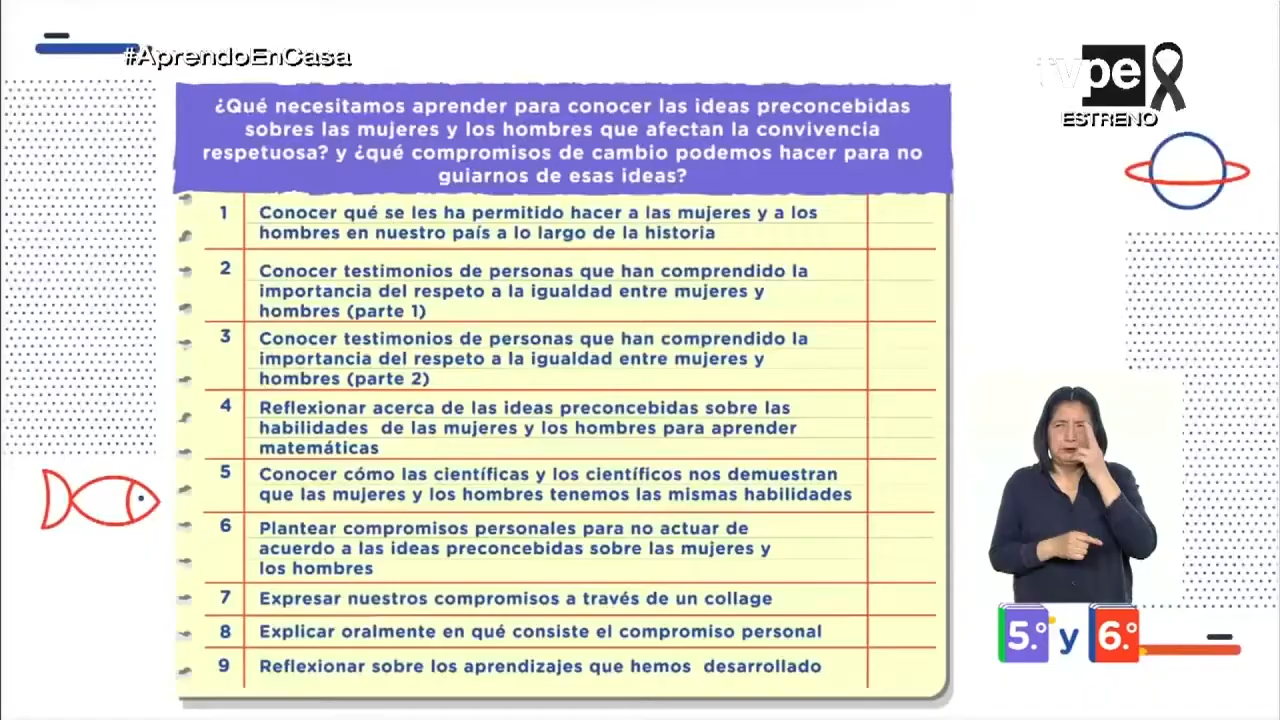 #AprendoEnCasa
tvpe
ESTRENO
¿Qué necesitamos aprender para conocer las ideas preconcebidas
sobres las mujeres y los hombres que afectan la convivencia
respetuosa? y ¿qué compromisos de cambio podemos hacer para no
guiarnos de esas ideas?
1 Conocer qué se les ha permitido hacer a las mujeres y a los
hombres en nuestro país a lo largo de la historia
2 Conocer testimonios de personas que han comprendido la
importancia del respeto a la igualdad entre mujeres y
hombres (parte 1)
3 Conocer testimonios de personas que han comprendido la
importancia del respeto a la igualdad entre mujeres y
hombres (parte 2)
4 Reflexionar acerca de las ideas preconcebidas sobre las
habilidades de las mujeres y los hombres para aprender
matemáticas
5 Conocer cómo las científicas y los científicos nos demuestran
que las mujeres y los hombres tenemos las mismas habilidades
6 Plantear compromisos personales para no actuar de
acuerdo a las ideas preconcebidas sobre las mujeres y
los hombres
7 Expresar nuestros compromisos a través de un collage
8 Explicar oralmente en qué consiste el compromiso personal
9 Reflexionar sobre los aprendizajes que hemos desarrollado
5.° y 6.°